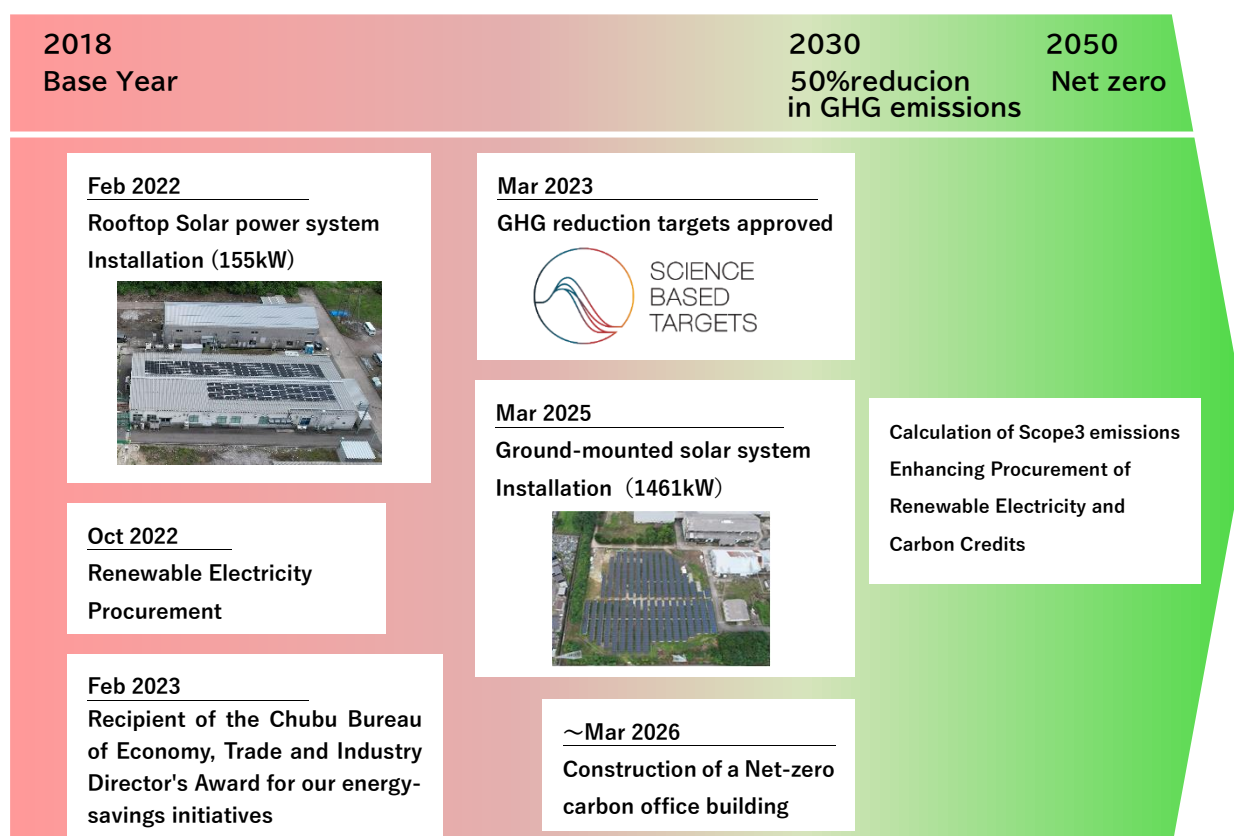 2018
Base Year
2030
50%reducion
in GHG emissions
2050
Net zero
Feb 2022
Rooftop Solar power system
Installation (155kW)
Oct 2022
Renewable Electricity
Procurement
Feb 2023
Recipient of the Chubu Bureau
of Economy, Trade and Industry
Director's Award for our energy-
savings initiatives
Mar 2023
GHG reduction targets approved
SCIENCE
BASED
TARGETS
Mar 2025
Ground-mounted solar system
Installation（1461kW）
～Mar 2026
Construction of a Net-zero
carbon office building
Calculation of Scope3 emissions
Enhancing Procurement of
Renewable Electricity and
Carbon Credits